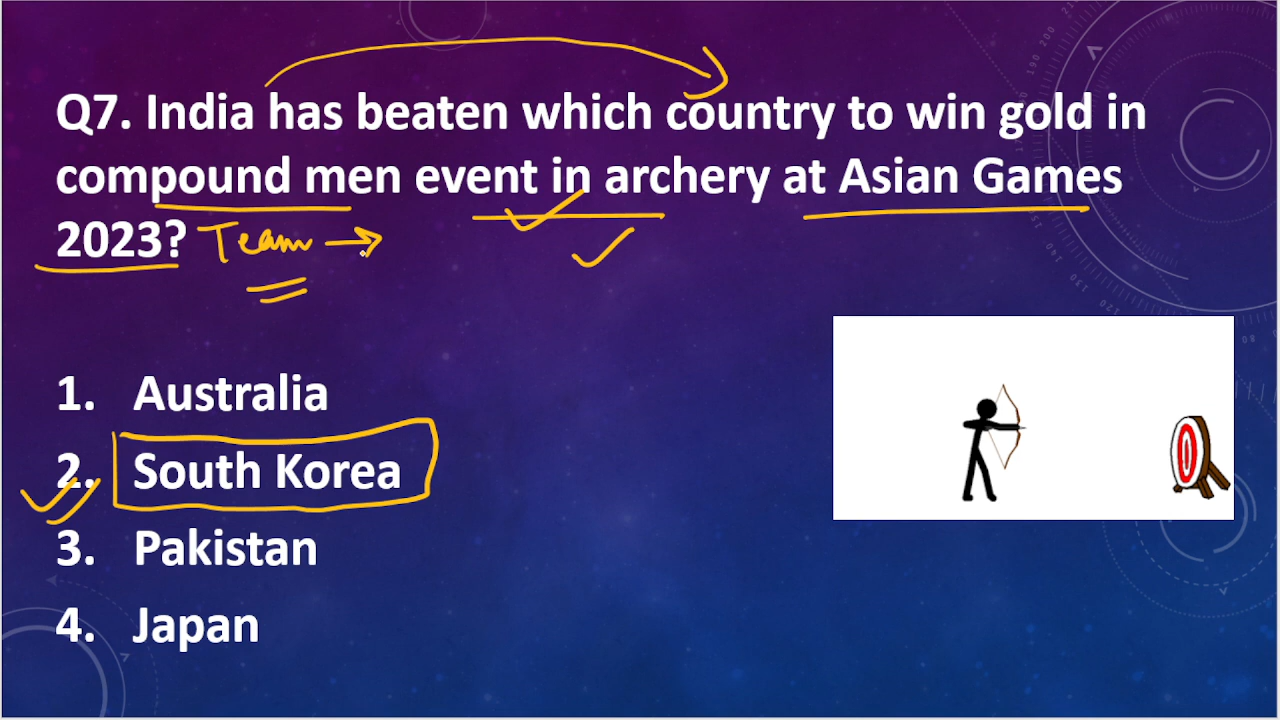 Q7. India has beaten which country to win gold in
compound men event in archery at Asian Games
2023? Team →
1. Australia
2. South Korea
3. Pakistan
4. Japan